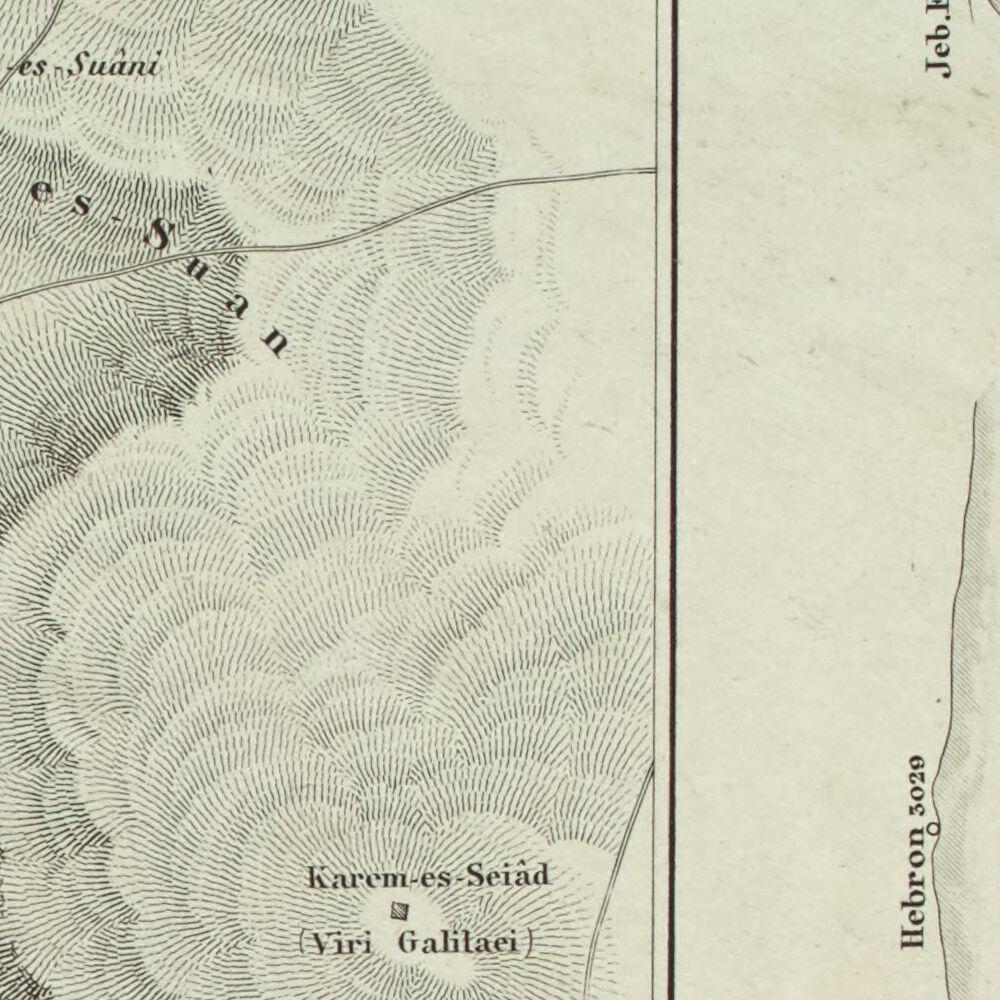 -es-Suâni
es-Suan
Karem-es-Seiâd
(Viri Galilaei)
Jeb.
Hebron 3029